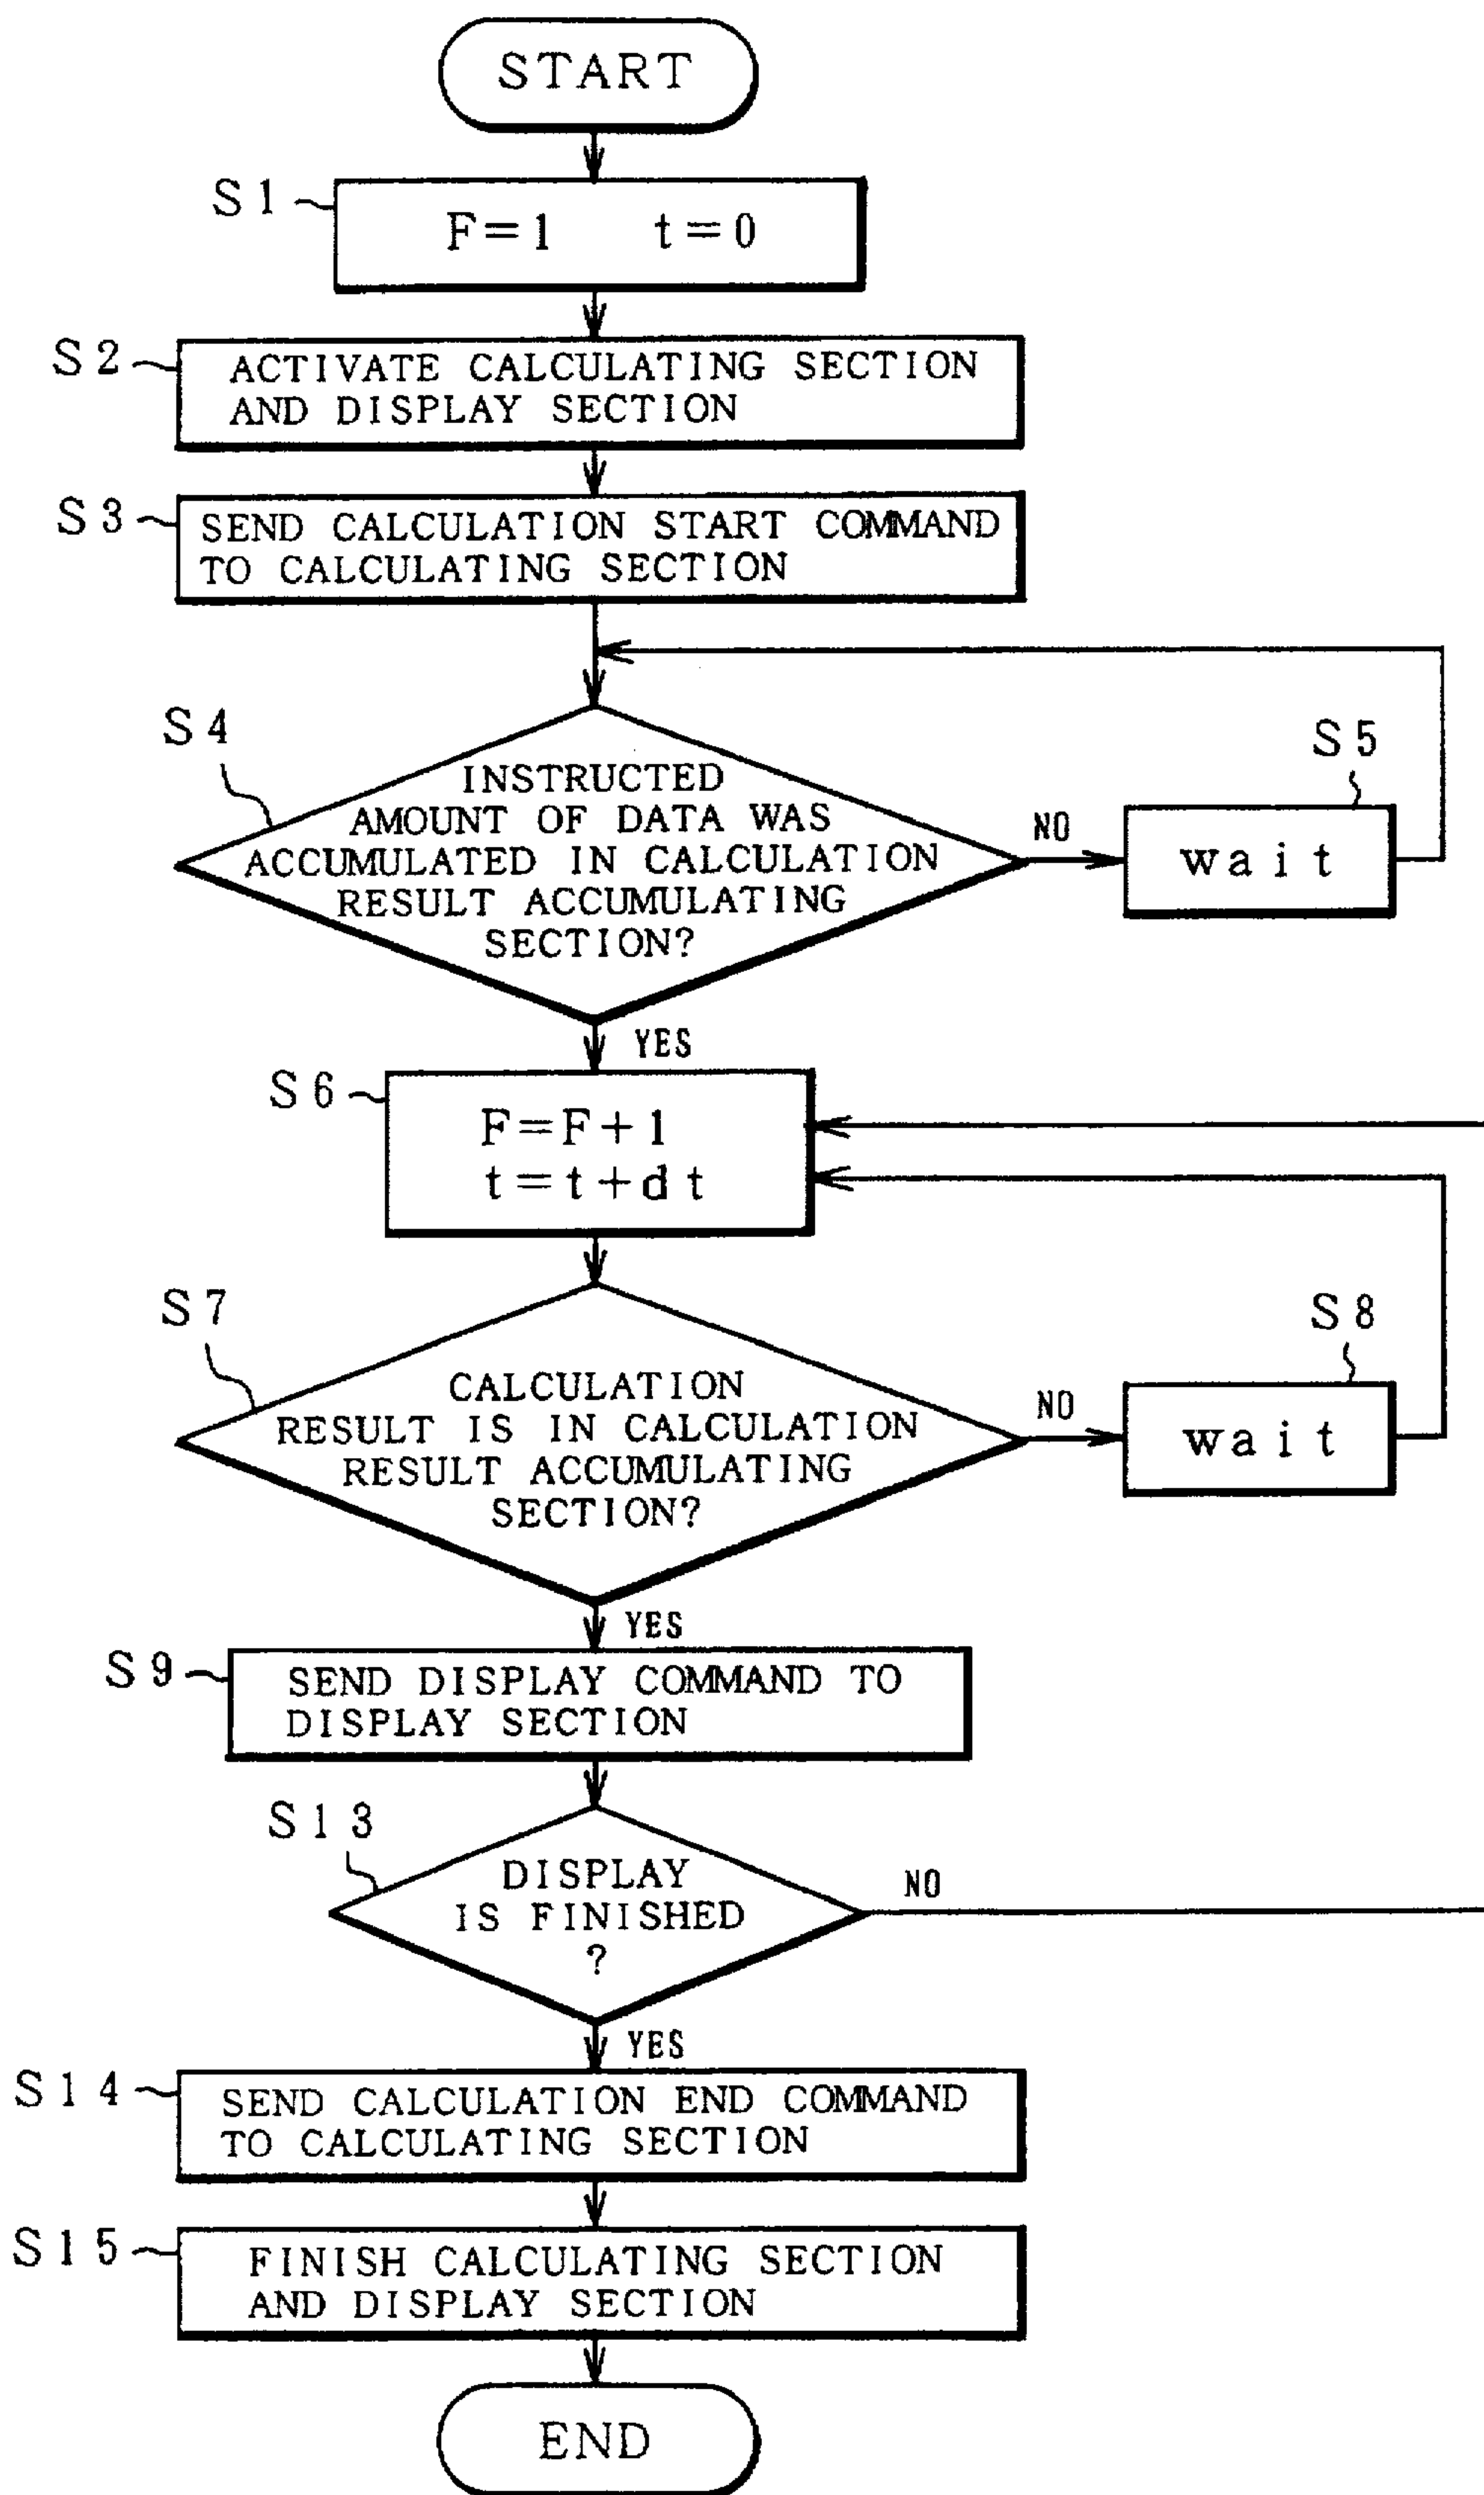 START
S1
F=1 t=0
S2
ACTIVATE CALCULATING SECTION
AND DISPLAY SECTION
S3
SEND CALCULATION START COMMAND
TO CALCULATING SECTION
S4
INSTRUCTED
AMOUNT OF DATA WAS
ACCUMULATED IN CALCULATION
RESULT ACCUMULATING
SECTION?
NO
S5
wait
YES
S6
F=F+1
t=t+dt
S7
CALCULATION
RESULT IS IN CALCULATION
RESULT ACCUMULATING
SECTION?
NO
S8
wait
YES
S9
SEND DISPLAY COMMAND TO
DISPLAY SECTION
S13
DISPLAY
IS FINISHED
?
NO
YES
S14
SEND CALCULATION END COMMAND
TO CALCULATING SECTION
S15
FINISH CALCULATING SECTION
AND DISPLAY SECTION
END